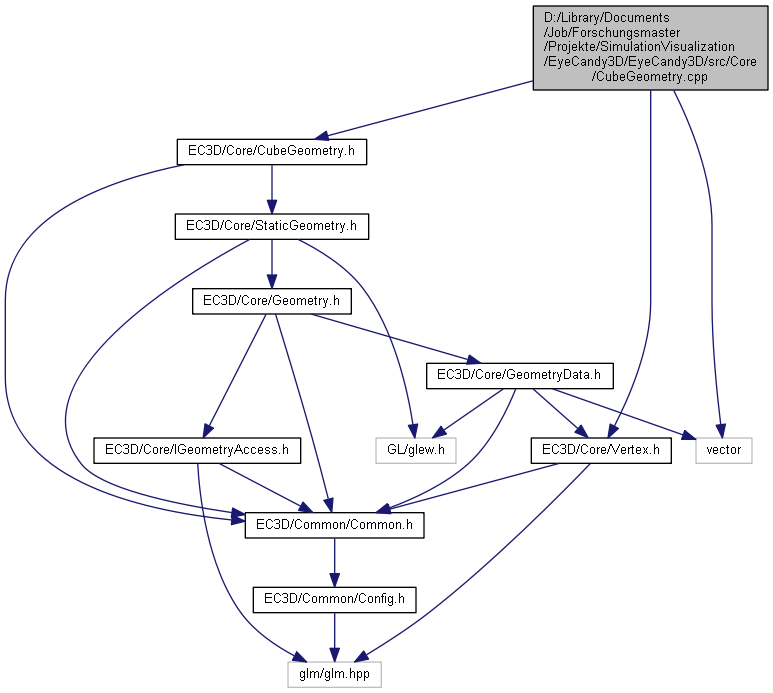 D:/Library/Documents
/Job/Forschungsmaster
/Projekte/SimulationVisualization
/EyeCandy3D/EyeCandy3D/src/Core
/CubeGeometry.cpp
EC3D/Core/CubeGeometry.h
EC3D/Core/StaticGeometry.h
EC3D/Core/Geometry.h
EC3D/Core/GeometryData.h
EC3D/Core/IGeometryAccess.h
GL/glew.h
EC3D/Core/Vertex.h
vector
EC3D/Common/Common.h
EC3D/Common/Config.h
glm/glm.hpp